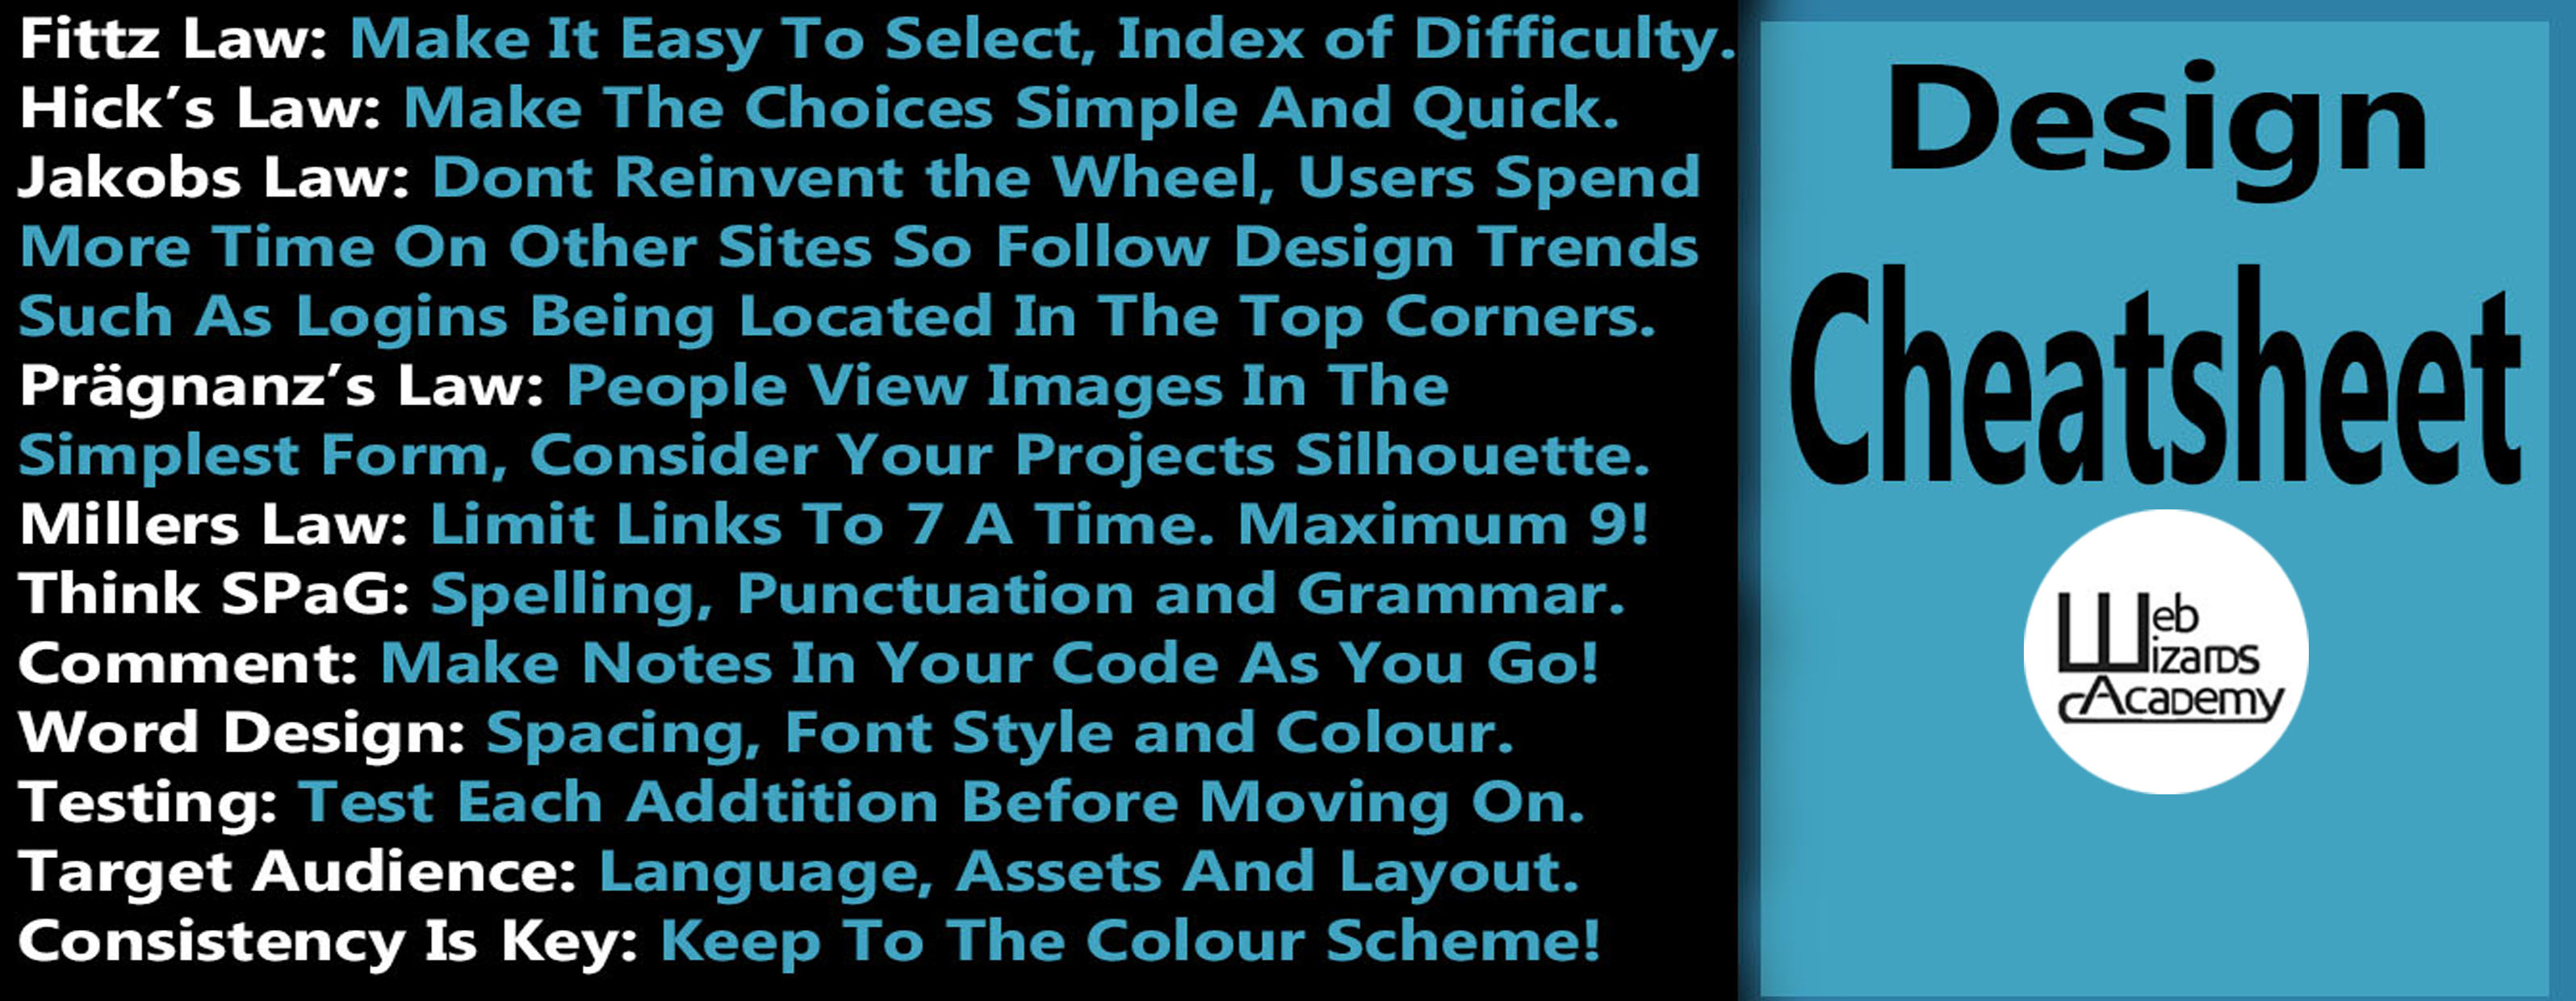 Fittz Law: Make It Easy To Select, Index of Difficulty.
Hick’s Law: Make The Choices Simple And Quick.
Jakobs Law: Dont Reinvent the Wheel, Users Spend
More Time On Other Sites So Follow Design Trends
Such As Logins Being Located In The Top Corners.
Prägnanz’s Law: People View Images In The
Simplest Form, Consider Your Projects Silhouette.
Millers Law: Limit Links To 7 A Time. Maximum 9!
Think SPaG: Spelling, Punctuation and Grammar.
Comment: Make Notes In Your Code As You Go!
Word Design: Spacing, Font Style and Colour.
Testing: Test Each Addtition Before Moving On.
Target Audience: Language, Assets And Layout.
Consistency Is Key: Keep To The Colour Scheme!
Design
Cheatsheet
Web
Wizards
Academy